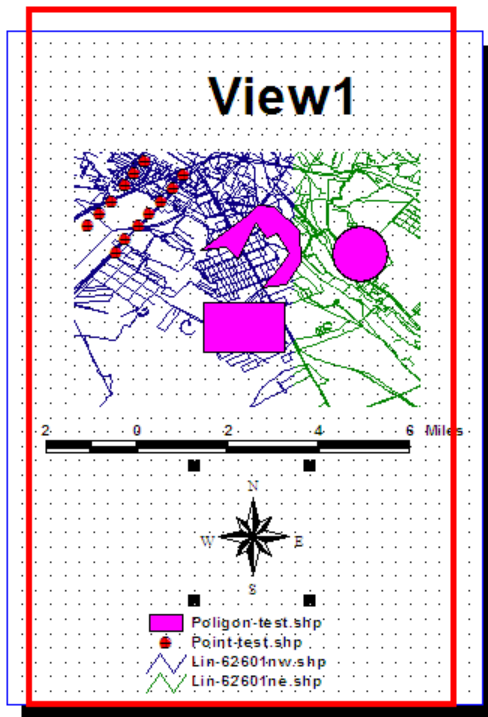 View1
2 0 2 4 6 Miles
N
W E
S
Poligon-test.shp
Point-test.shp
Lin-62601nw.shp
Lin-62601ne.shp